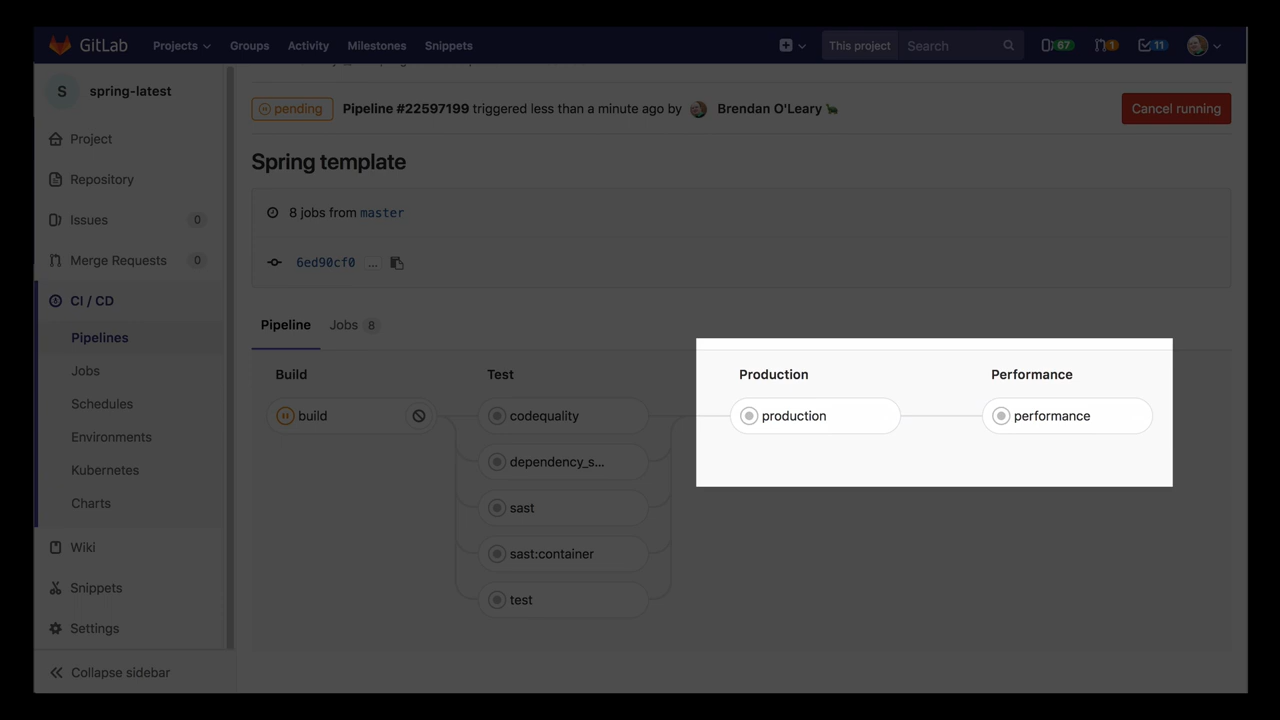 GitLab Projects Groups Activity Milestones Snippets This project Search 67 1 11
S spring-latest
Project
Repository
Issues 0
Merge Requests 0
CI / CD
Pipelines
Jobs
Schedules
Environments
Kubernetes
Charts
Wiki
Snippets
Settings
Collapse sidebar
pending Pipeline #22597199 triggered less than a minute ago by Brendan O'Leary Cancel running
Spring template
8 jobs from master
6ed90cf0 ...
Pipeline Jobs 8
Build Test Production Performance
build codequality production performance
dependency_s...
sast
sast:container
test